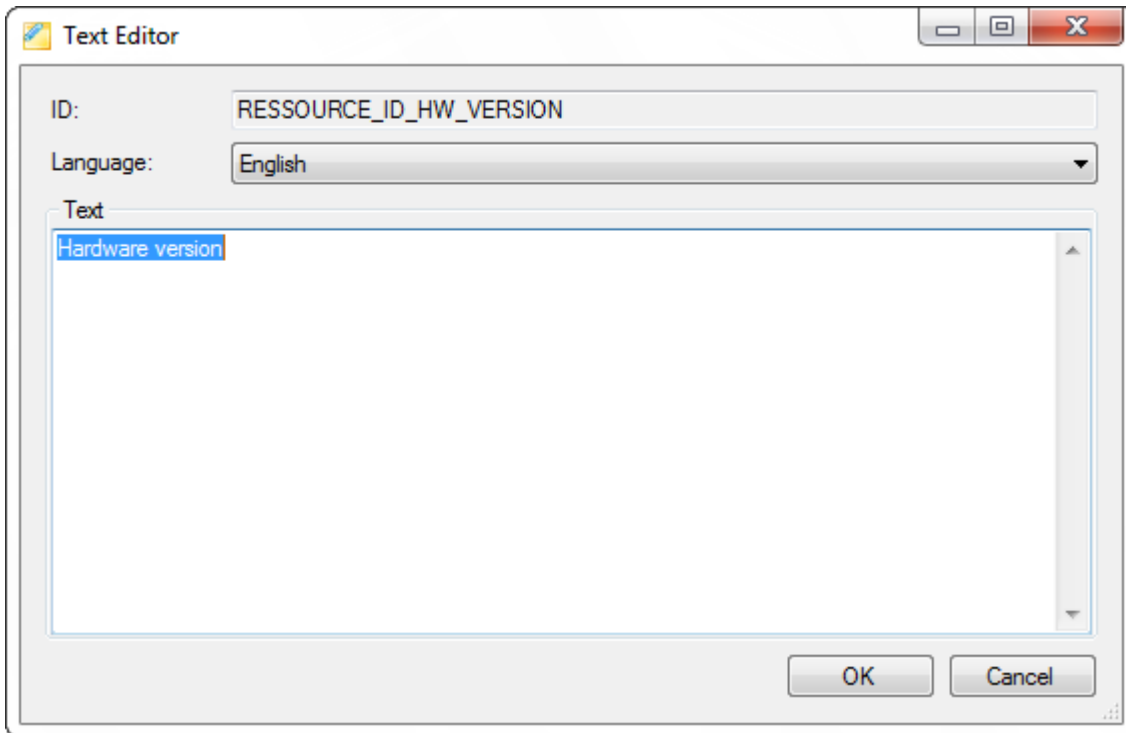 Text Editor
ID: RESSOURCE_ID_HW_VERSION
Language: English
Text
Hardware version
OK Cancel